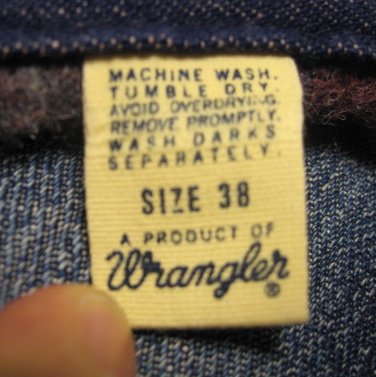 MACHINE WASH.
TUMBLE DRY.
AVOID OVERDRYING.
REMOVE PROMPTLY.
WASH DARKS
SEPARATELY.
SIZE 38
A PRODUCT OF
Wrangler®